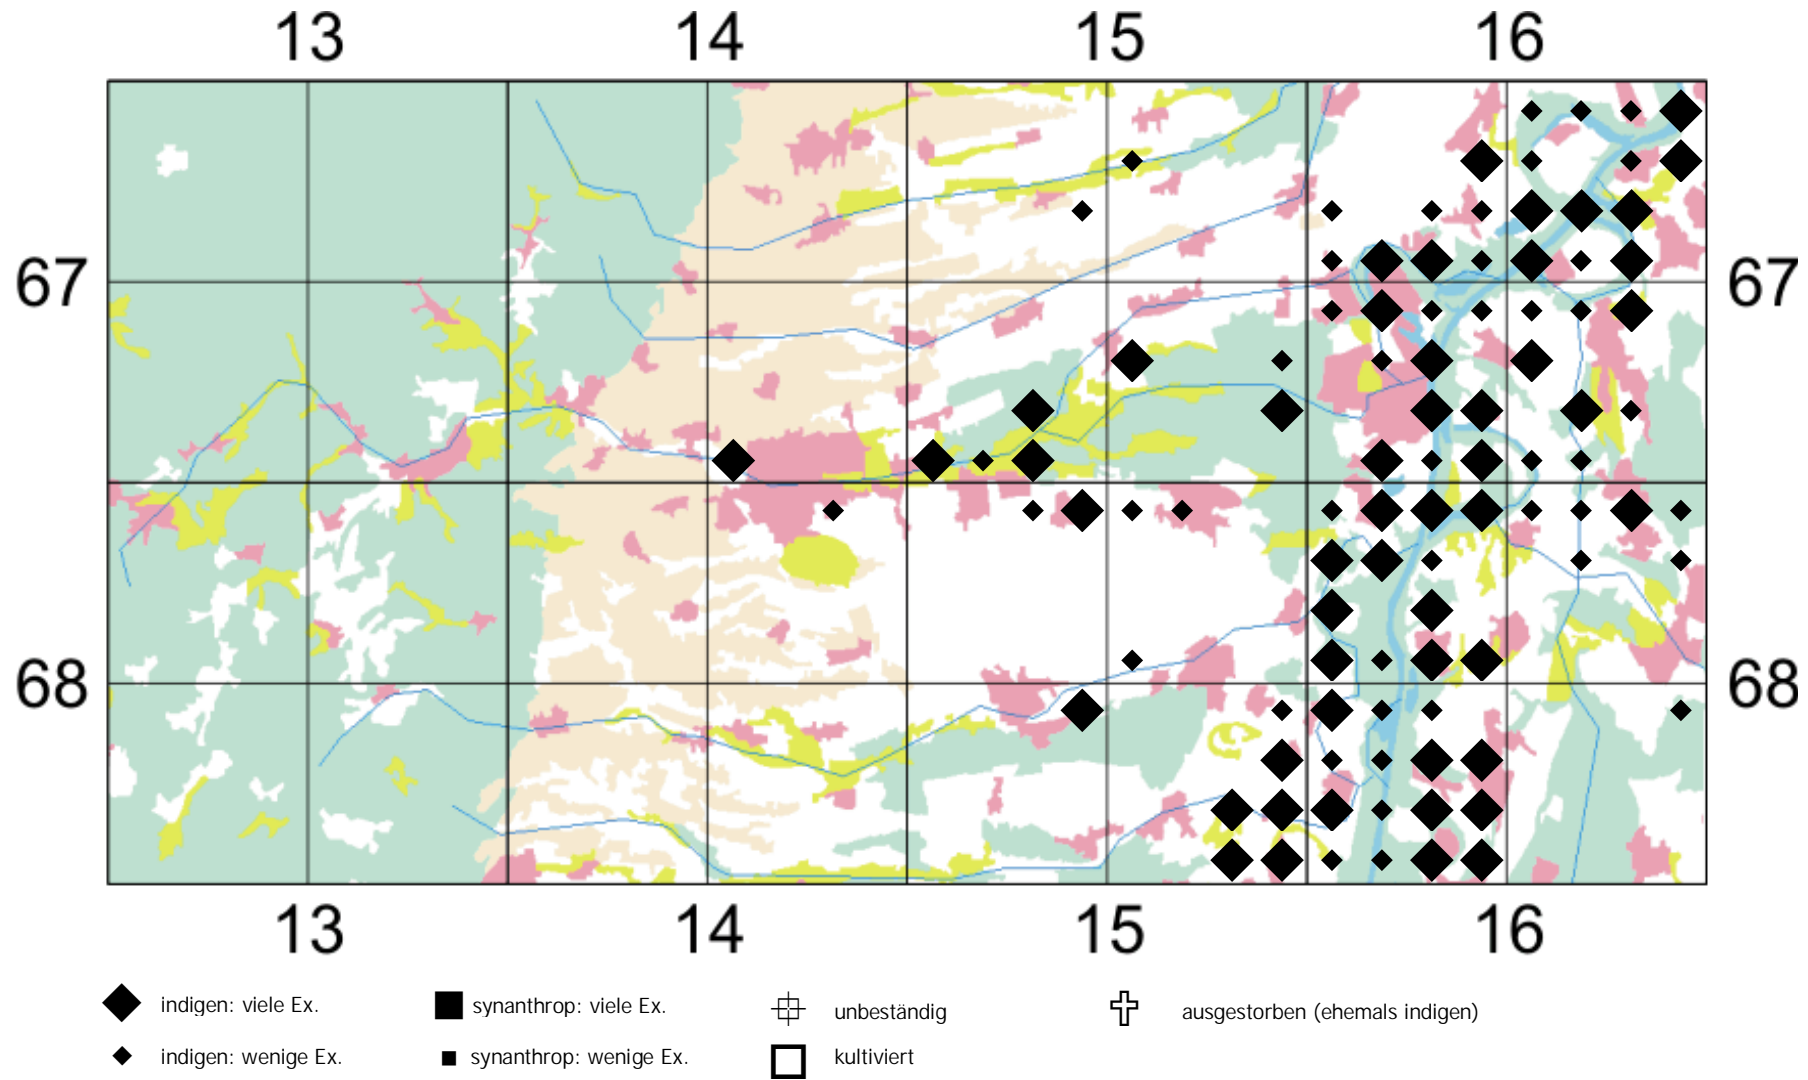 13 14 15 16
67 67
68 68
13 14 15 16
indigen: viele Ex. synanthrop: viele Ex. unbeständig ausgestorben (ehemals indigen)
indigen: wenige Ex. synanthrop: wenige Ex. kultiviert